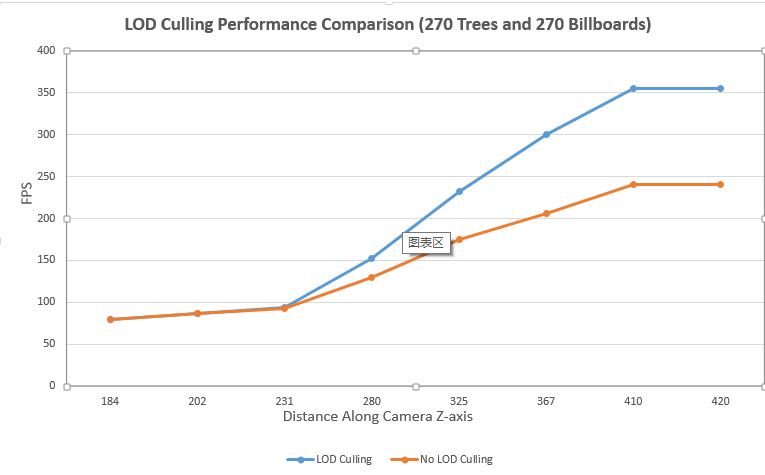 LOD Culling Performance Comparison (270 Trees and 270 Billboards)
400
350
300
250
200
150
100
50
0
FPS
图表区
184 202 231 280 325 367 410 420
Distance Along Camera Z-axis
LOD Culling No LOD Culling